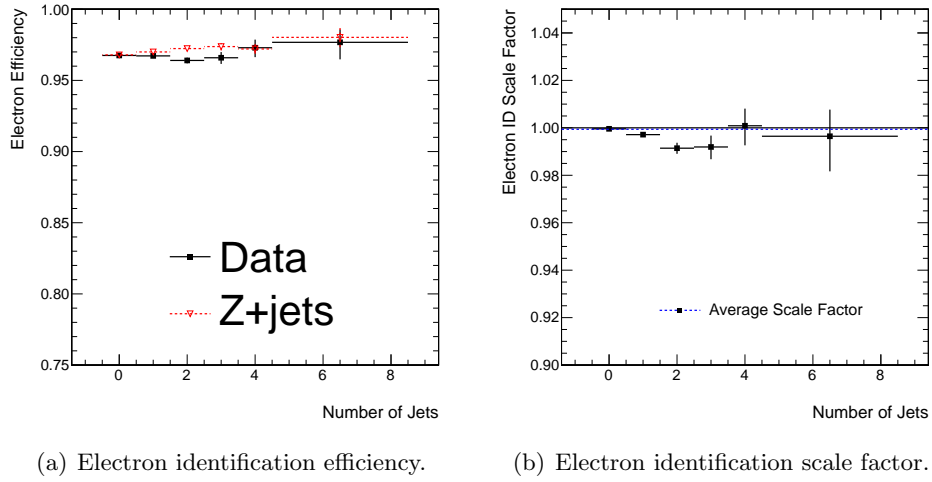 Electron Efficiency
1.00
0.95
0.90
0.85
0.80
0.75
Data
Z+jets
0 2 4 6 8
Number of Jets
(a) Electron identification efficiency.
Electron ID Scale Factor
1.04
1.02
1.00
0.98
0.96
0.94
0.92
0.90
Average Scale Factor
0 2 4 6 8
Number of Jets
(b) Electron identification scale factor.